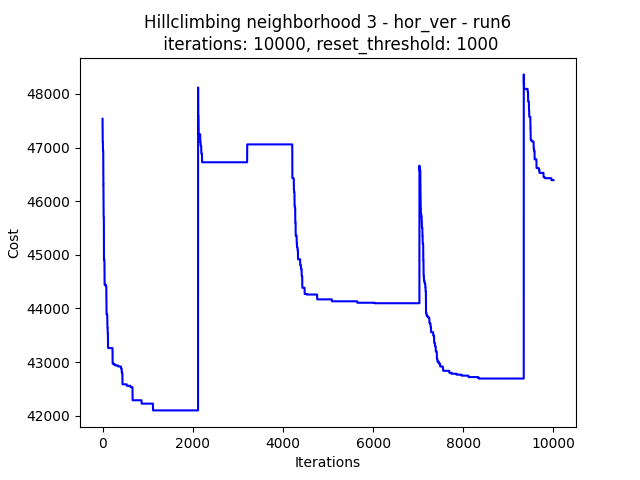 Hillclimbing neighborhood 3 - hor_ver - run6
iterations: 10000, reset_threshold: 1000
48000
47000
46000
45000
44000
43000
42000
Cost
0 2000 4000 6000 8000 10000
Iterations